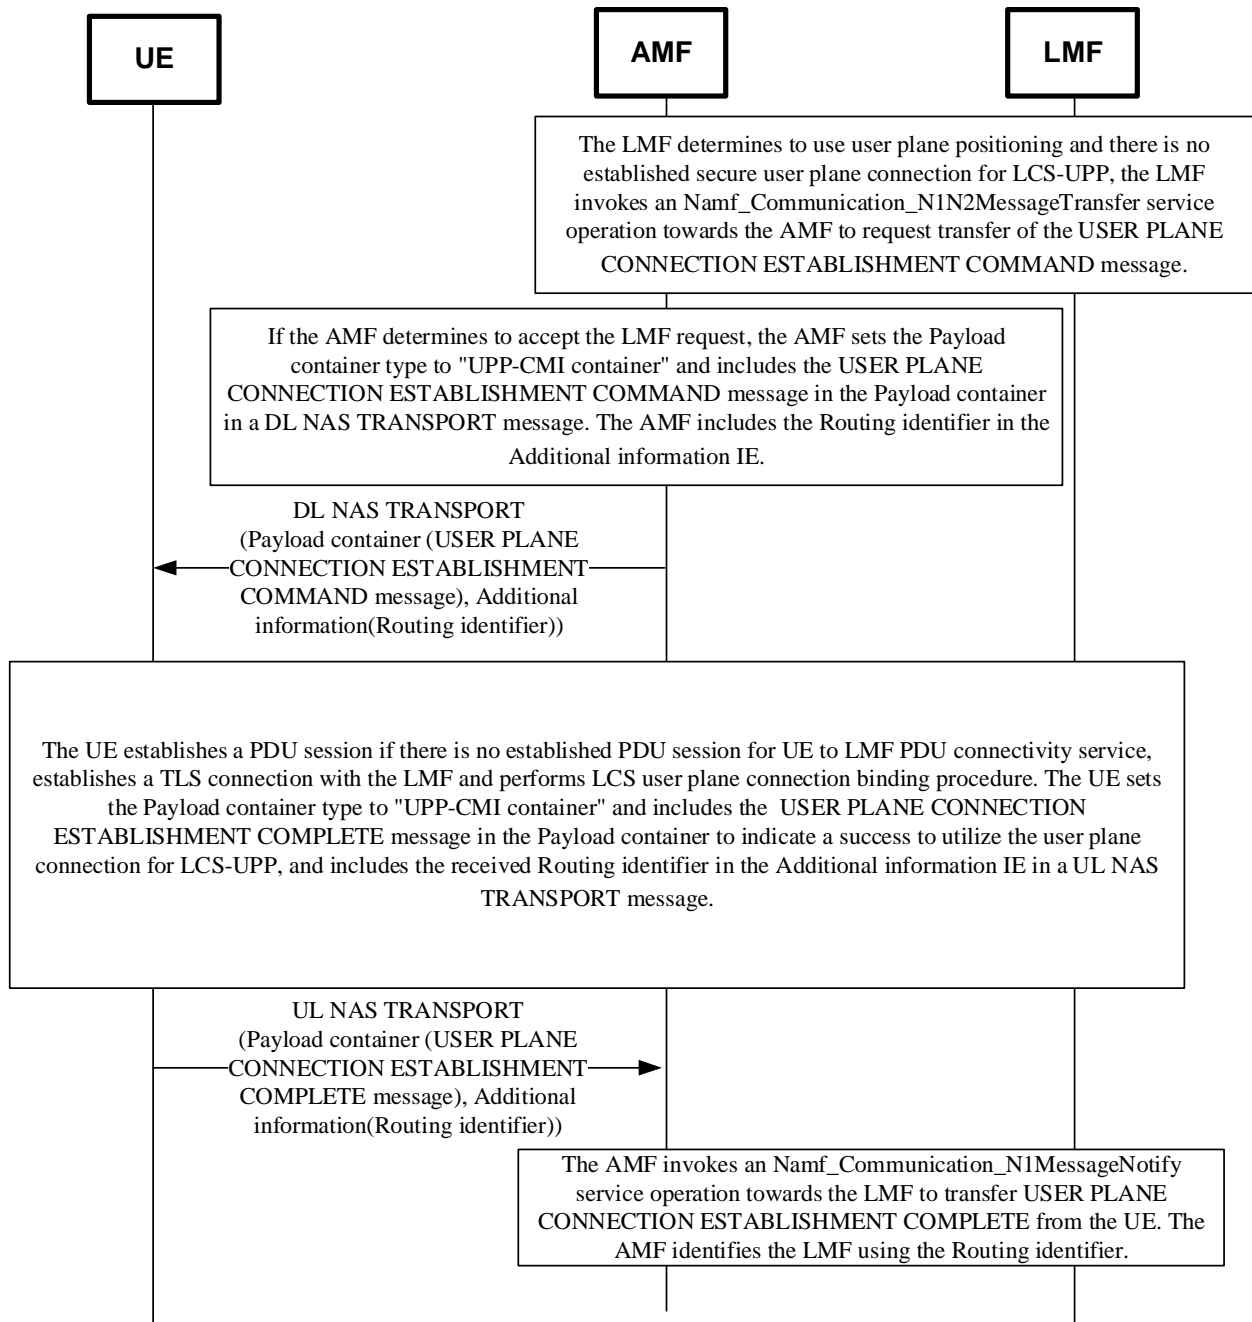 UE
AMF
LMF
The LMF determines to use user plane positioning and there is no
established secure user plane connection for LCS-UPP, the LMF
invokes an Namf_Communication_N1N2MessageTransfer service
operation towards the AMF to request transfer of the USER PLANE
CONNECTION ESTABLISHMENT COMMAND message.
If the AMF determines to accept the LMF request, the AMF sets the Payload
container type to "UPP-CMI container" and includes the USER PLANE
CONNECTION ESTABLISHMENT COMMAND message in the Payload container
in a DL NAS TRANSPORT message. The AMF includes the Routing identifier in the
Additional information IE.
DL NAS TRANSPORT
(Payload container (USER PLANE
CONNECTION ESTABLISHMENT
COMMAND message), Additional
information(Routing identifier))
The UE establishes a PDU session if there is no established PDU session for UE to LMF PDU connectivity service,
establishes a TLS connection with the LMF and performs LCS user plane connection binding procedure. The UE sets
the Payload container type to "UPP-CMI container" and includes the USER PLANE CONNECTION
ESTABLISHMENT COMPLETE message in the Payload container to indicate a success to utilize the user plane
connection for LCS-UPP, and includes the received Routing identifier in the Additional information IE in a UL NAS
TRANSPORT message.
UL NAS TRANSPORT
(Payload container (USER PLANE
CONNECTION ESTABLISHMENT
COMPLETE message), Additional
information(Routing identifier))
The AMF invokes an Namf_Communication_N1MessageNotify
service operation towards the LMF to transfer USER PLANE
CONNECTION ESTABLISHMENT COMPLETE from the UE. The
AMF identifies the LMF using the Routing identifier.